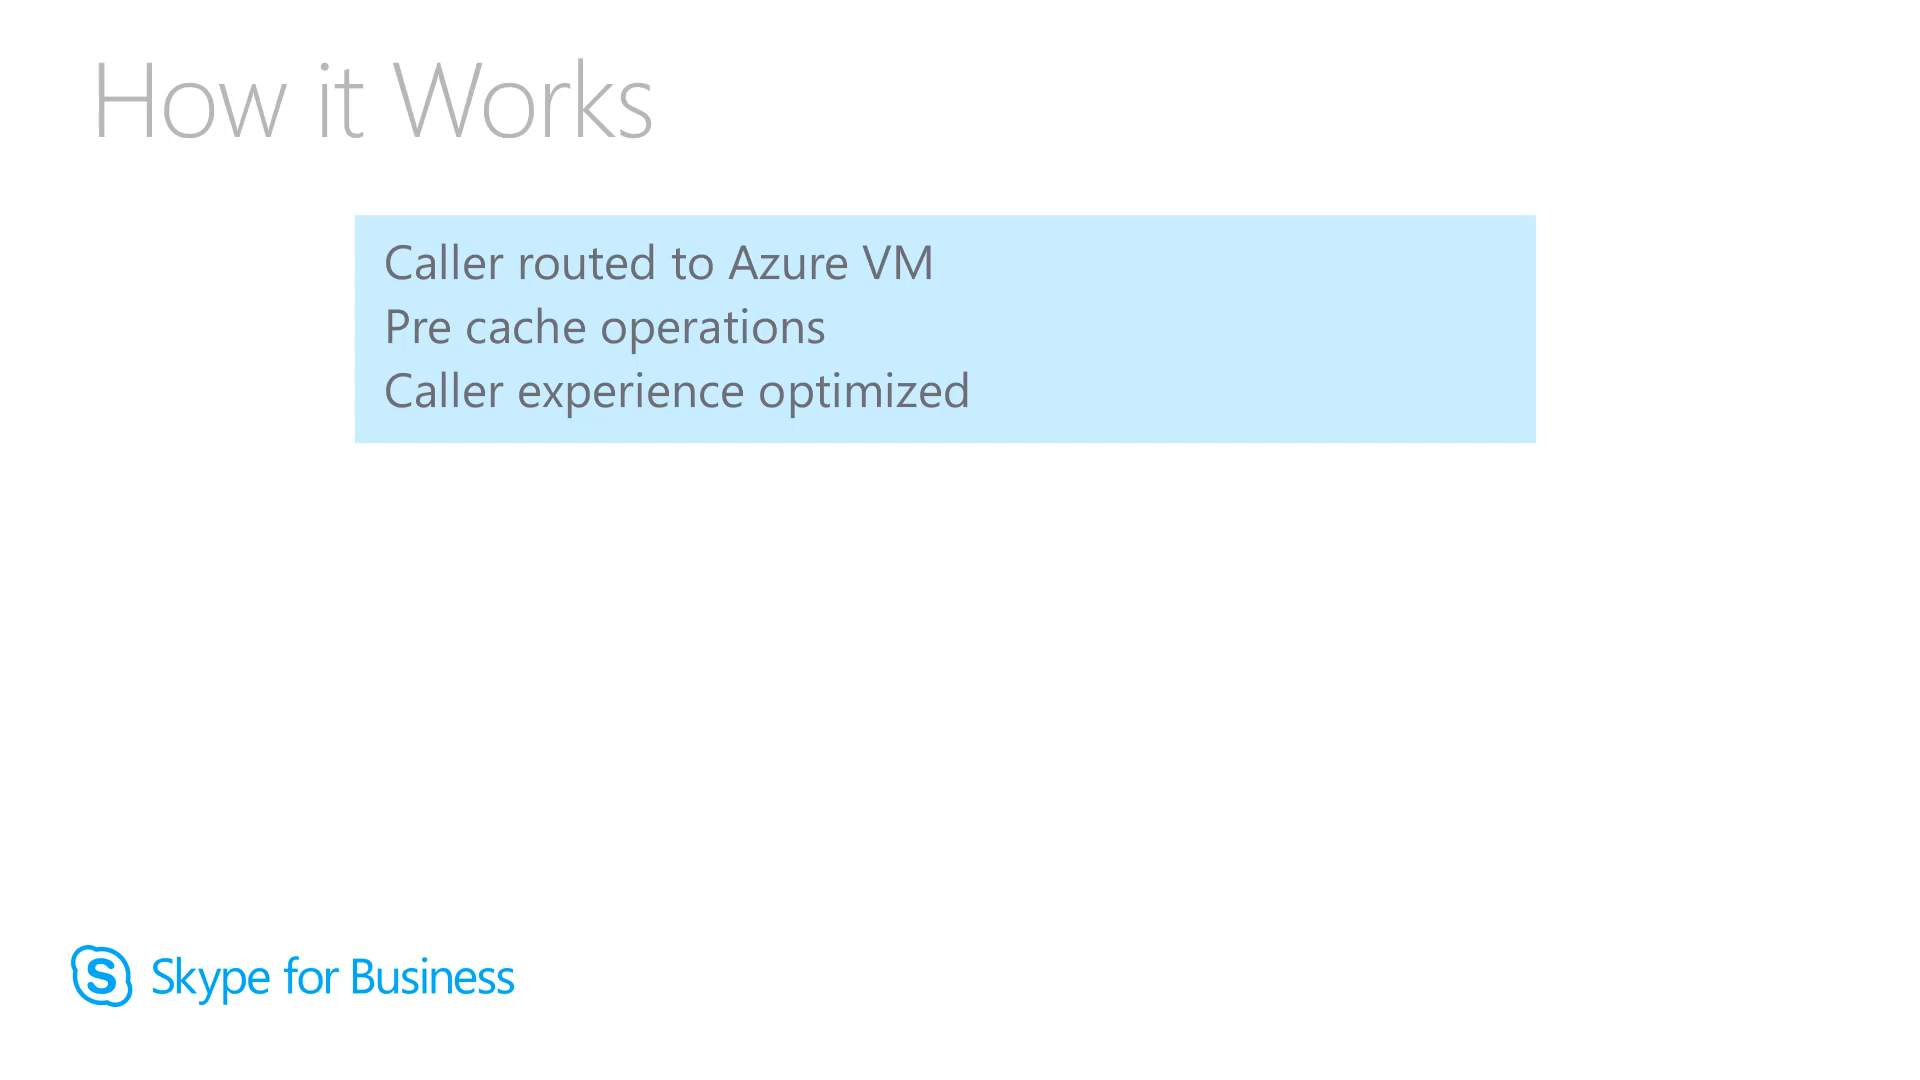 How it Works
Caller routed to Azure VM
Pre cache operations
Caller experience optimized
Skype for Business